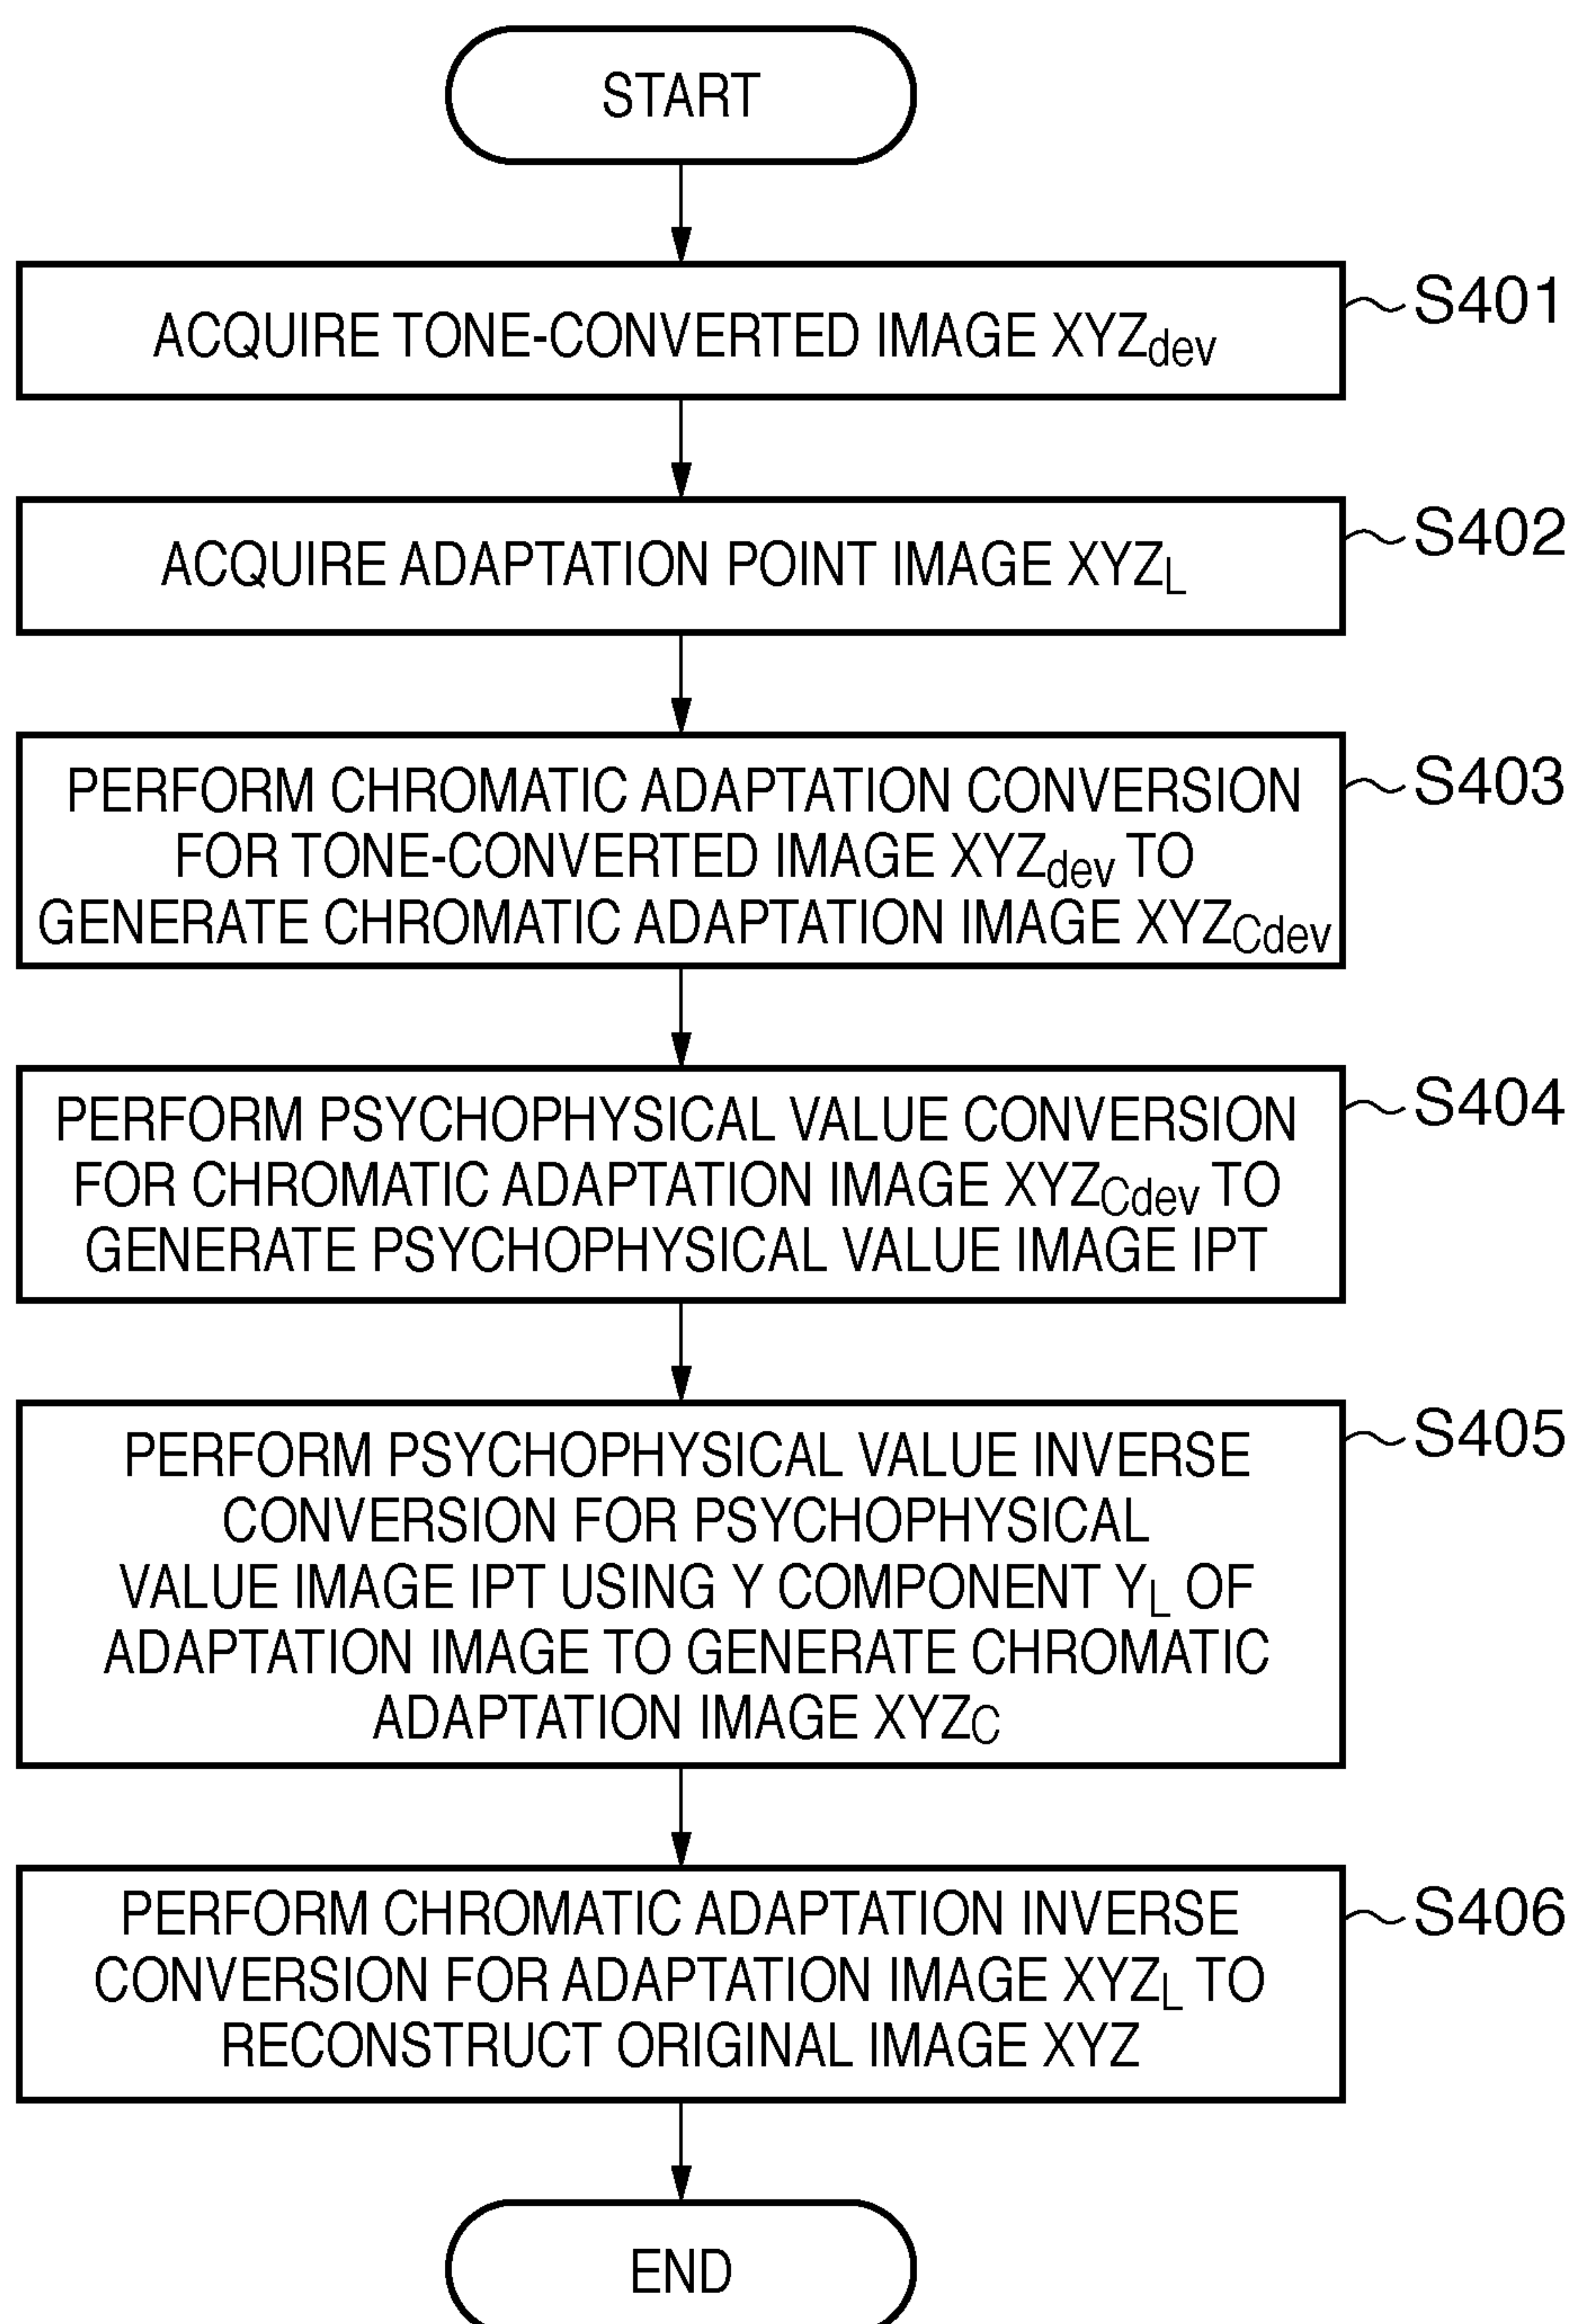 START
ACQUIRE TONE-CONVERTED IMAGE XYZdev
S401
ACQUIRE ADAPTATION POINT IMAGE XYZL
S402
PERFORM CHROMATIC ADAPTATION CONVERSION
FOR TONE-CONVERTED IMAGE XYZdev TO
GENERATE CHROMATIC ADAPTATION IMAGE XYZCdev
S403
PERFORM PSYCHOPHYSICAL VALUE CONVERSION
FOR CHROMATIC ADAPTATION IMAGE XYZCdev TO
GENERATE PSYCHOPHYSICAL VALUE IMAGE IPT
S404
PERFORM PSYCHOPHYSICAL VALUE INVERSE
CONVERSION FOR PSYCHOPHYSICAL
VALUE IMAGE IPT USING Y COMPONENT YL OF
ADAPTATION IMAGE TO GENERATE CHROMATIC
ADAPTATION IMAGE XYZC
S405
PERFORM CHROMATIC ADAPTATION INVERSE
CONVERSION FOR ADAPTATION IMAGE XYZL TO
RECONSTRUCT ORIGINAL IMAGE XYZ
S406
END